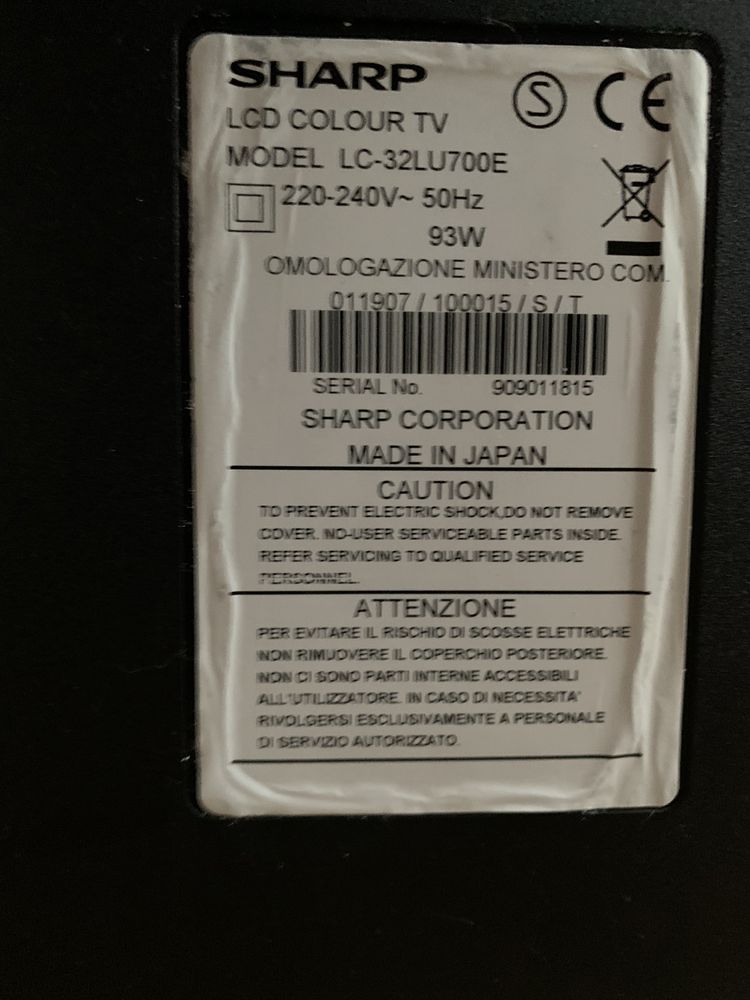 SHARP
LCD COLOUR TV
MODEL LC-32LU700E
220-240V~ 50Hz
93W
OMOLOGAZIONE MINISTERO COM.
011907 / 100015 / S / T
SERIAL No. 909011815
SHARP CORPORATION
MADE IN JAPAN
CAUTION
TO PREVENT ELECTRIC SHOCK,DO NOT REMOVE
COVER. NO-USER SERVICEABLE PARTS INSIDE.
REFER SERVICING TO QUALIFIED SERVICE
PERSONNEL.
ATTENZIONE
PER EVITARE IL RISCHIO DI SCOSSE ELETTRICHE
NON RIMUOVERE IL COPERCHIO POSTERIORE.
NON CI SONO PARTI INTERNE ACCESSIBILI
ALL'UTILIZZATORE. IN CASO DI NECESSITA'
RIVOLGERSI ESCLUSIVAMENTE A PERSONALE
DI SERVIZIO AUTORIZZATO.